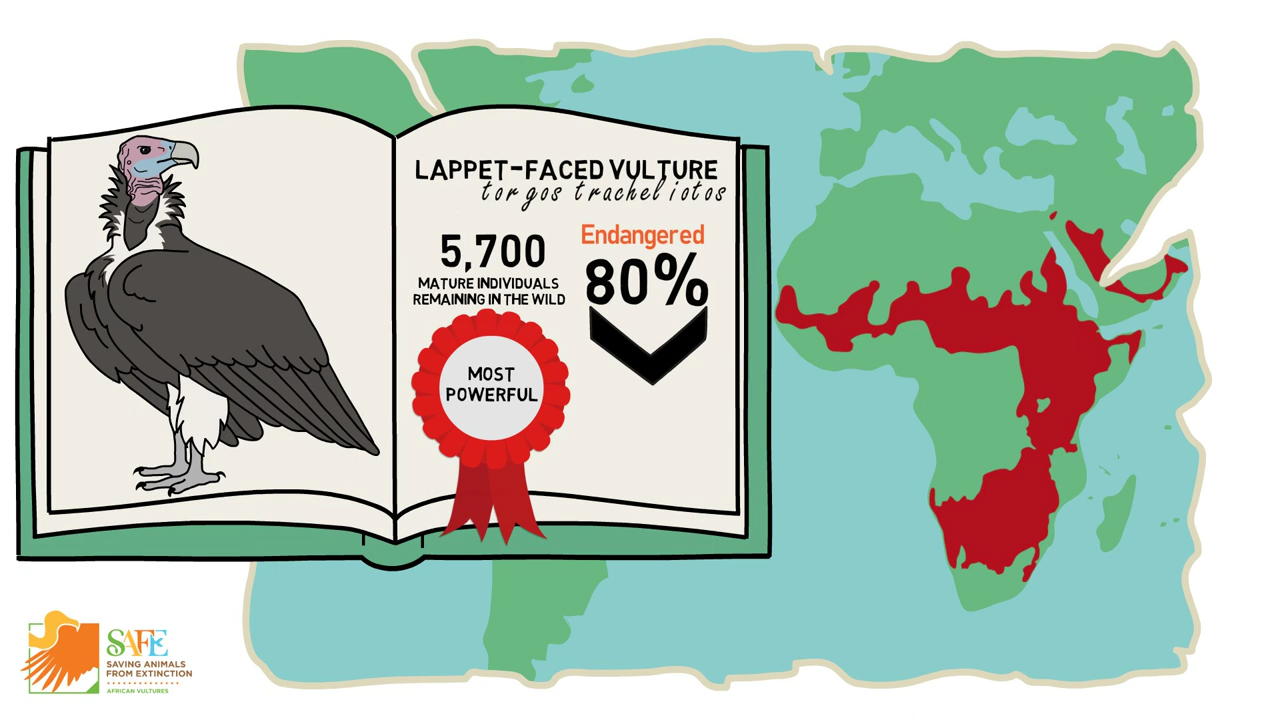 LAPPET-FACED VULTURE
torgos tracheliotos
5,700
MATURE INDIVIDUALS
REMAINING IN THE WILD
Endangered
80%
MOST
POWERFUL
SAFE
SAVING ANIMALS
FROM EXTINCTION
AFRICAN VULTURES